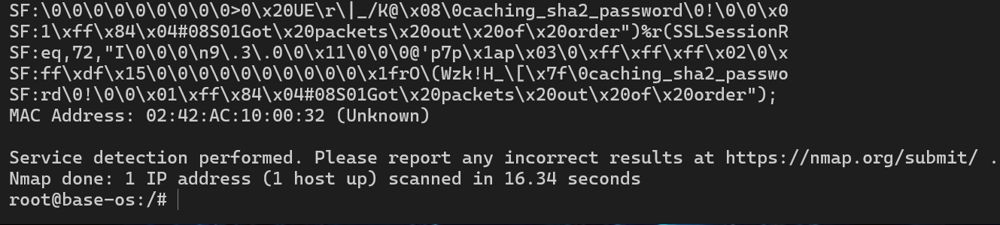 SF:\0\0\0\0\0\0\0\0\0\0>0\x20UE\r\|_/K@\x08\0caching_sha2_password\0!\0\0\x0
SF:1\xff\x84\x04#08S01Got\x20packets\x20out\x20of\x20order")%r(SSLSessionR
SF:eq,72,"I\0\0\0\n9\.3\.0\0\x11\0\0\0@'p7p\x1ap\x03\0\xff\xff\xff\x02\0\x
SF:ff\xdf\x15\0\0\0\0\0\0\0\0\0\0\x1frO\(Wzk!H_\[\x7f\0caching_sha2_passwo
SF:rd\0!\0\0\x01\xff\x84\x04#08S01Got\x20packets\x20out\x20of\x20order");
MAC Address: 02:42:AC:10:00:32 (Unknown)
Service detection performed. Please report any incorrect results at https://nmap.org/submit/ .
Nmap done: 1 IP address (1 host up) scanned in 16.34 seconds
root@base-os:/#